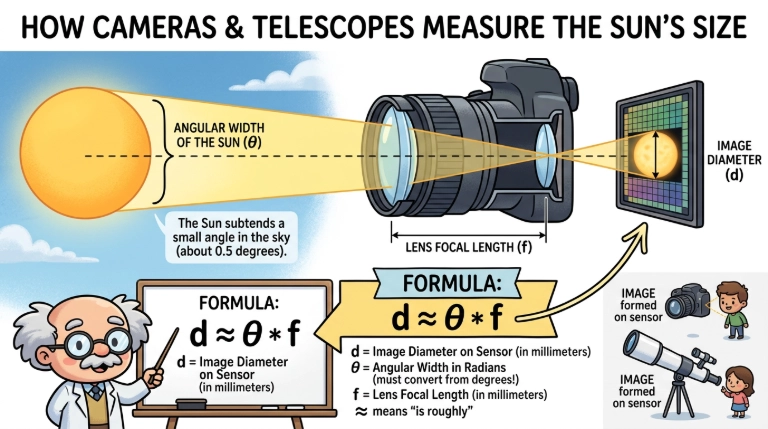 HOW CAMERAS & TELESCOPES MEASURE THE SUN'S SIZE
ANGULAR WIDTH
OF THE SUN (θ)
The Sun subtends a
small angle in the sky
(about 0.5 degrees).
LENS FOCAL LENGTH (f)
IMAGE
DIAMETER
(d)
FORMULA:
d ≈ θ * f
d = Image Diameter
on Sensor
(in millimeters)
FORMULA:
d ≈ θ * f
d = Image Diameter on Sensor (in millimeters)
θ = Angular Width in Radians
(must convert from degrees!)
f = Lens Focal Length (in millimeters)
≈ means "is roughly"
IMAGE
formed
on sensor
IMAGE
formed
on sensor